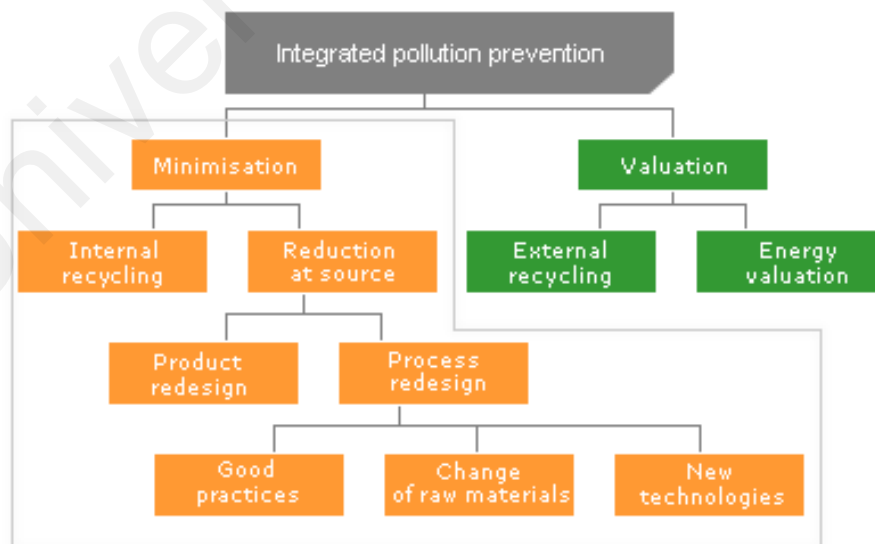 Integrated pollution prevention
Minimisation
Valuation
Internal
recycling
Reduction
at source
External
recycling
Energy
valuation
Product
redesign
Process
redesign
Good
practices
Change
of raw materials
New
technologies